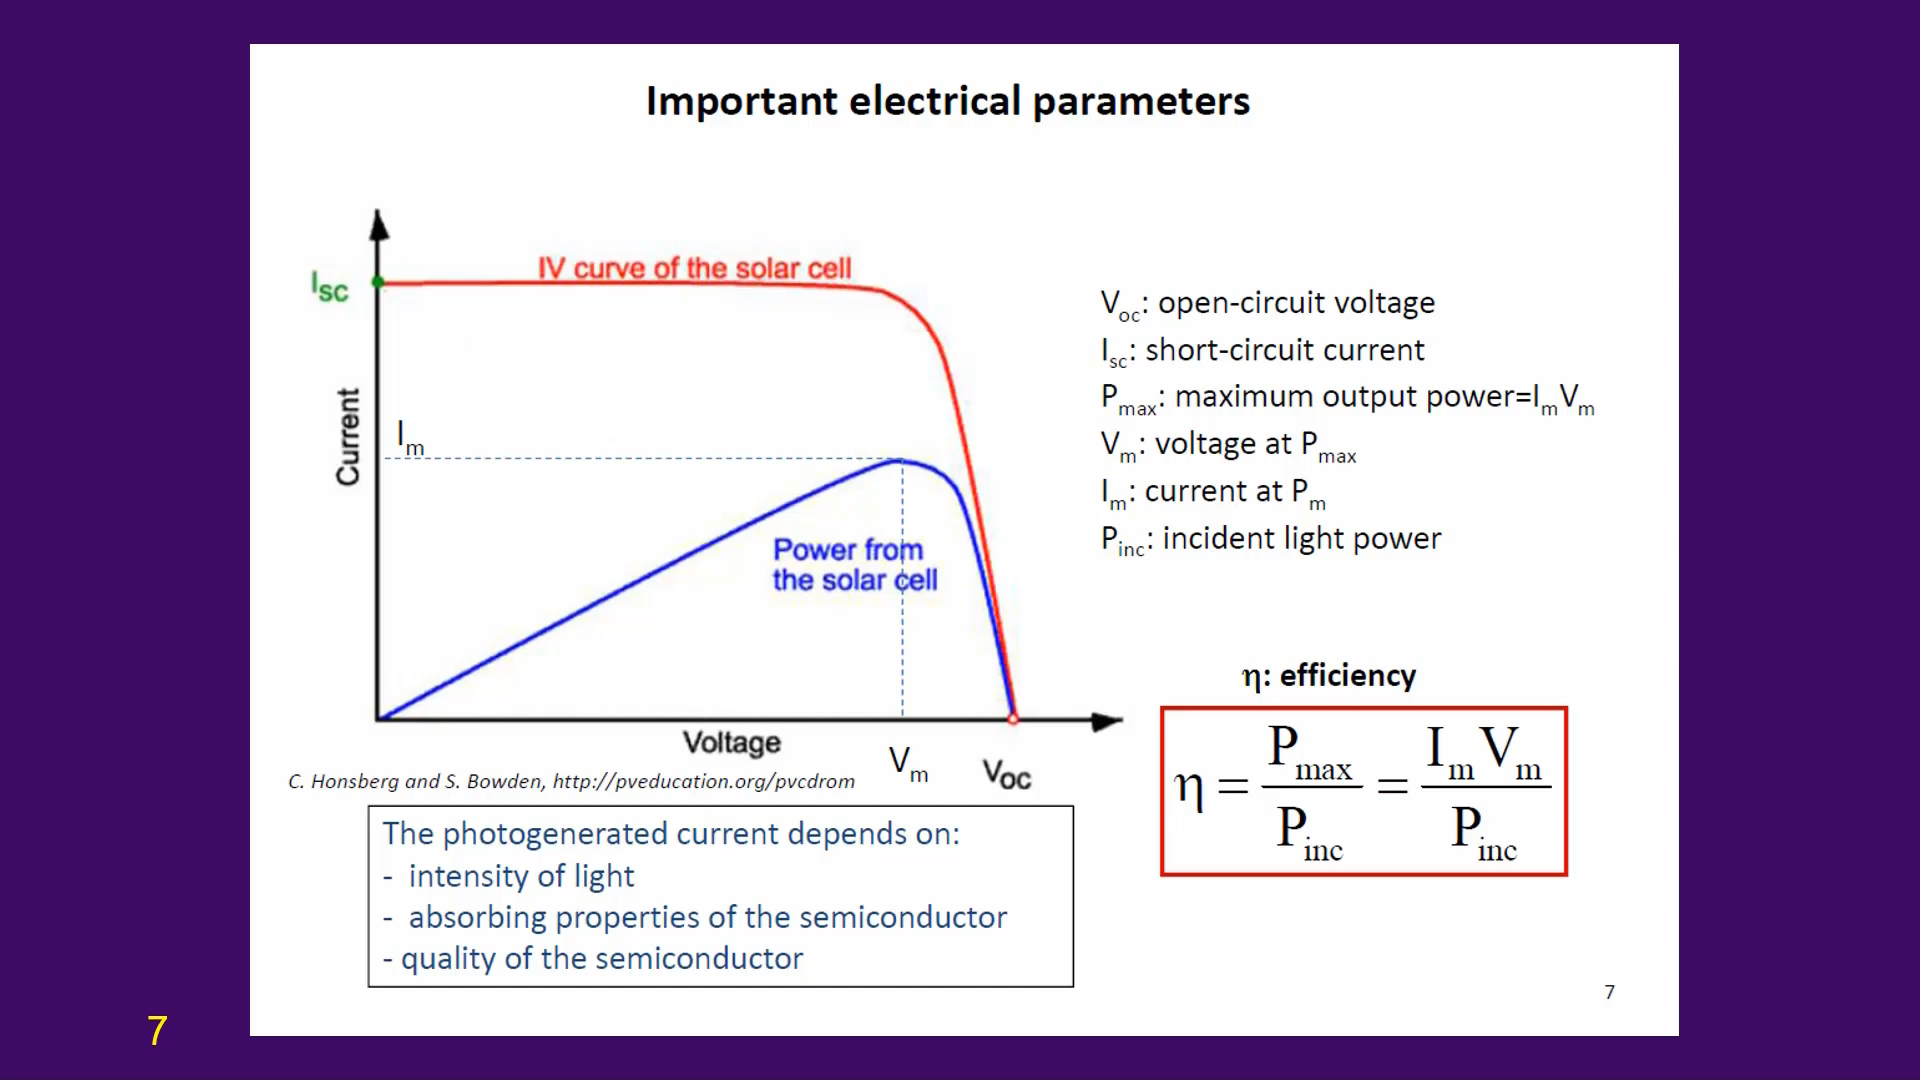 Important electrical parameters
IV curve of the solar cell
Isc
Current
Im
Power from
the solar cell
Voltage
Vm
Voc
C. Honsberg and S. Bowden, http://pveducation.org/pvcdrom
Voc: open-circuit voltage
Isc: short-circuit current
Pmax: maximum output power=ImVm
Vm: voltage at Pmax
Im: current at Pm
Pinc: incident light power
η: efficiency
η = Pmax / Pinc = Im Vm / Pinc
The photogenerated current depends on:
- intensity of light
- absorbing properties of the semiconductor
- quality of the semiconductor
7
7